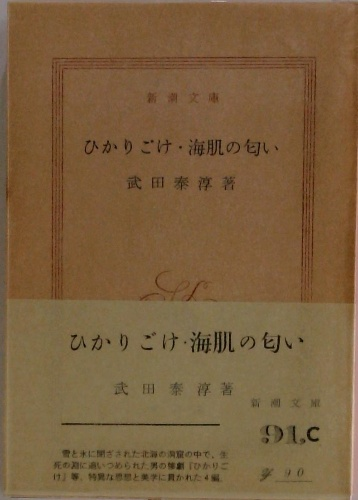 新潮文庫
ひかりごけ・海肌の匂い
武田泰淳著
ひかりごけ・海肌の匂い
武田泰淳著
新潮文庫
91.C
¥ 90
雪と氷に閉ざされた北海の洞窟の中で、生
死の淵に追いつめられた男の惨劇『ひかりご
け』等、特異な思想と美学に貫かれた4編。